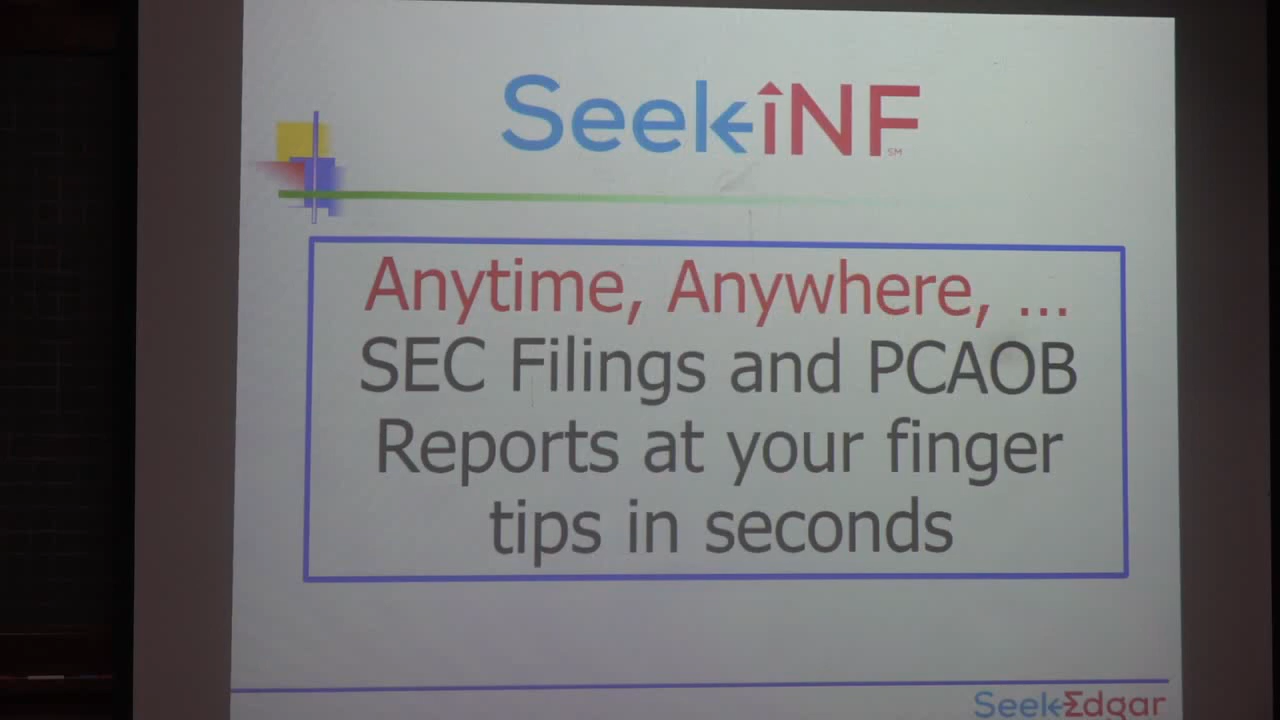 SeekiNF
SM
Anytime, Anywhere, ...
SEC Filings and PCAOB
Reports at your finger
tips in seconds
SeekEdgar